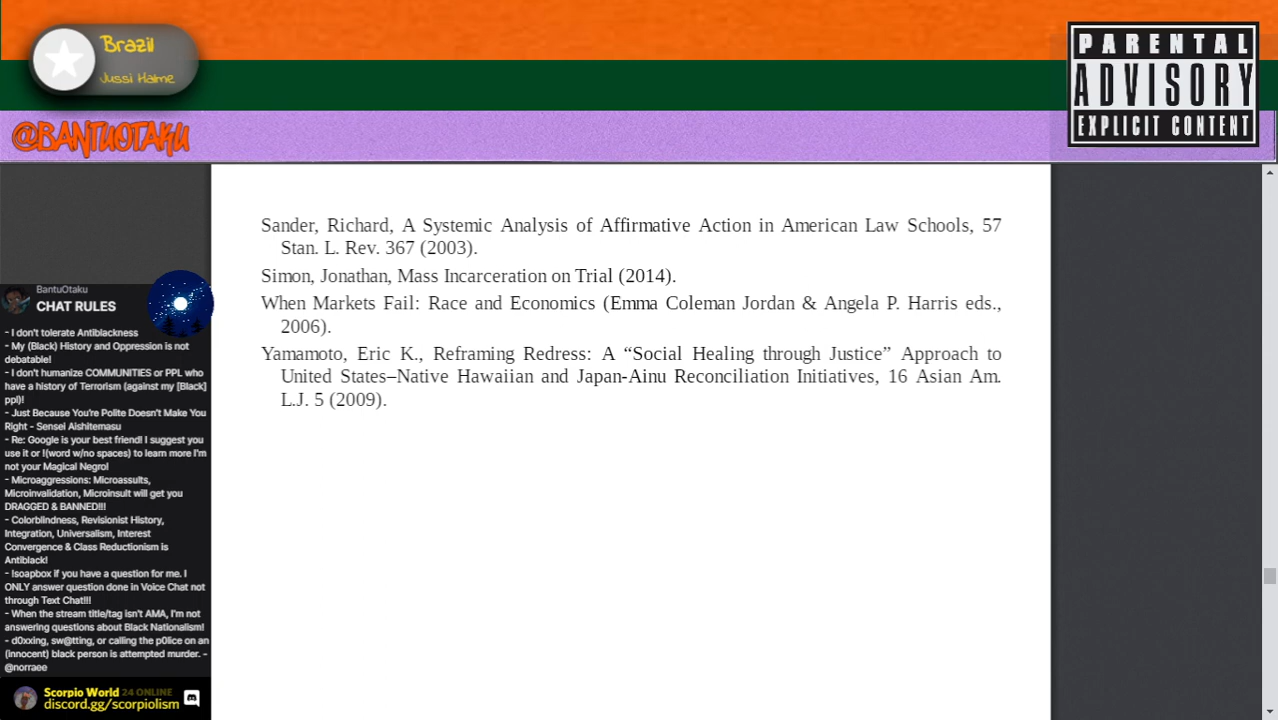 Brazil
Jussi Halme
PARENTAL
ADVISORY
EXPLICIT CONTENT
@BANTUOTAKU
Sander, Richard, A Systemic Analysis of Affirmative Action in American Law Schools, 57
Stan. L. Rev. 367 (2003).
Simon, Jonathan, Mass Incarceration on Trial (2014).
When Markets Fail: Race and Economics (Emma Coleman Jordan & Angela P. Harris eds.,
2006).
Yamamoto, Eric K., Reframing Redress: A “Social Healing through Justice” Approach to
United States–Native Hawaiian and Japan-Ainu Reconciliation Initiatives, 16 Asian Am.
L.J. 5 (2009).
BantuOtaku
CHAT RULES
- I don't tolerate Antiblackness
- My (Black) History and Oppression is not
debatable!
- I don't humanize COMMUNITIES or PPL who
have a history of Terrorism (against my [Black]
ppl)!
- Just Because You're Polite Doesn't Make You
Right - Sensei Aishitemasu
- Re: Google is your best friend! I suggest you
use it or !(word w/no spaces) to learn more I'm
not your Magical Negro!
- Microaggressions: Microassults,
Microinvalidation, Microinsult will get you
DRAGGED & BANNED!!!
- Colorblindness, Revisionist History,
Integration, Universalism, Interest
Convergence & Class Reductionism is
Antiblack!
- !soapbox if you have a question for me. I
ONLY answer question done in Voice Chat not
through Text Chat!!!
- When the stream title/tag isn't AMA, I'm not
answering questions about Black Nationalism!
- d0xxing, sw@tting, or calling the p0lice on an
(innocent) black person is attempted murder. -
@norraee
Scorpio World 24 ONLINE
discord.gg/scorpiolism